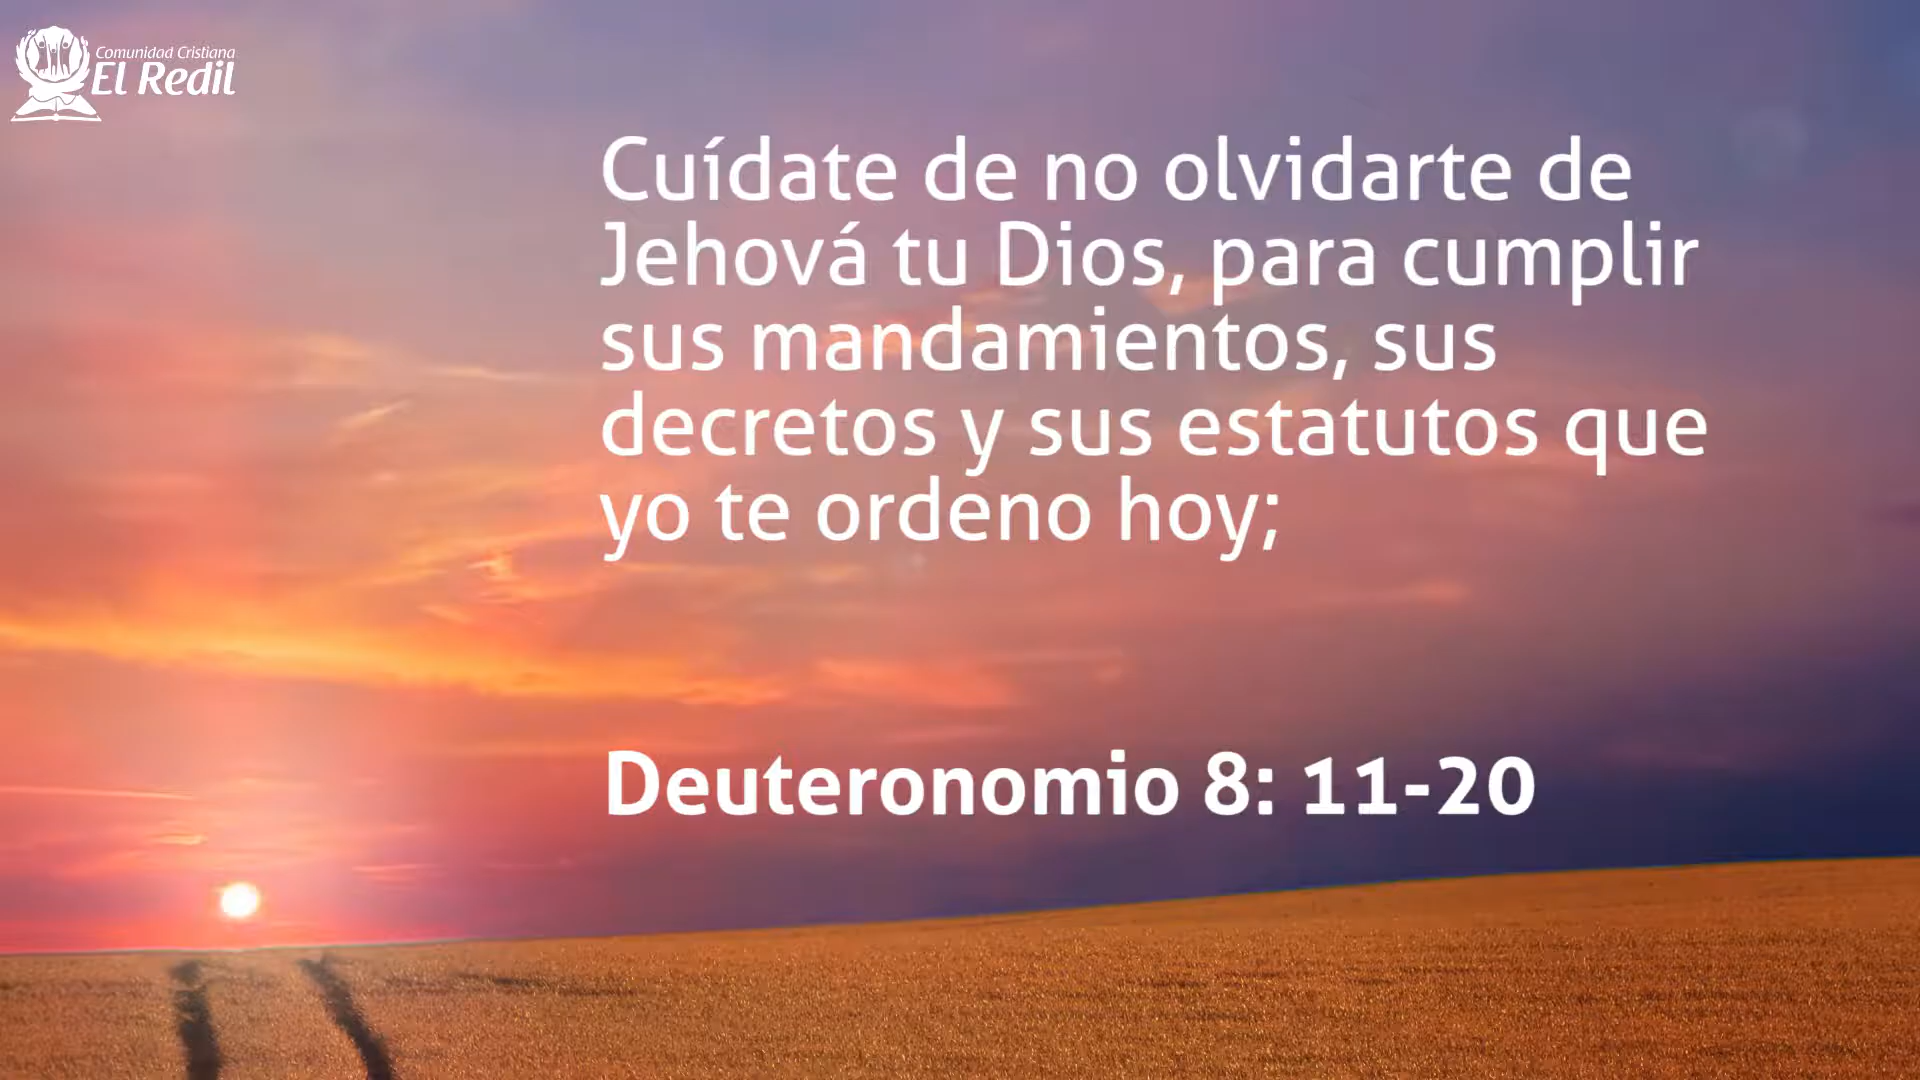 Comunidad Cristiana
El Redil
Cuídate de no olvidarte de
Jehová tu Dios, para cumplir
sus mandamientos, sus
decretos y sus estatutos que
yo te ordeno hoy;
Deuteronomio 8: 11-20